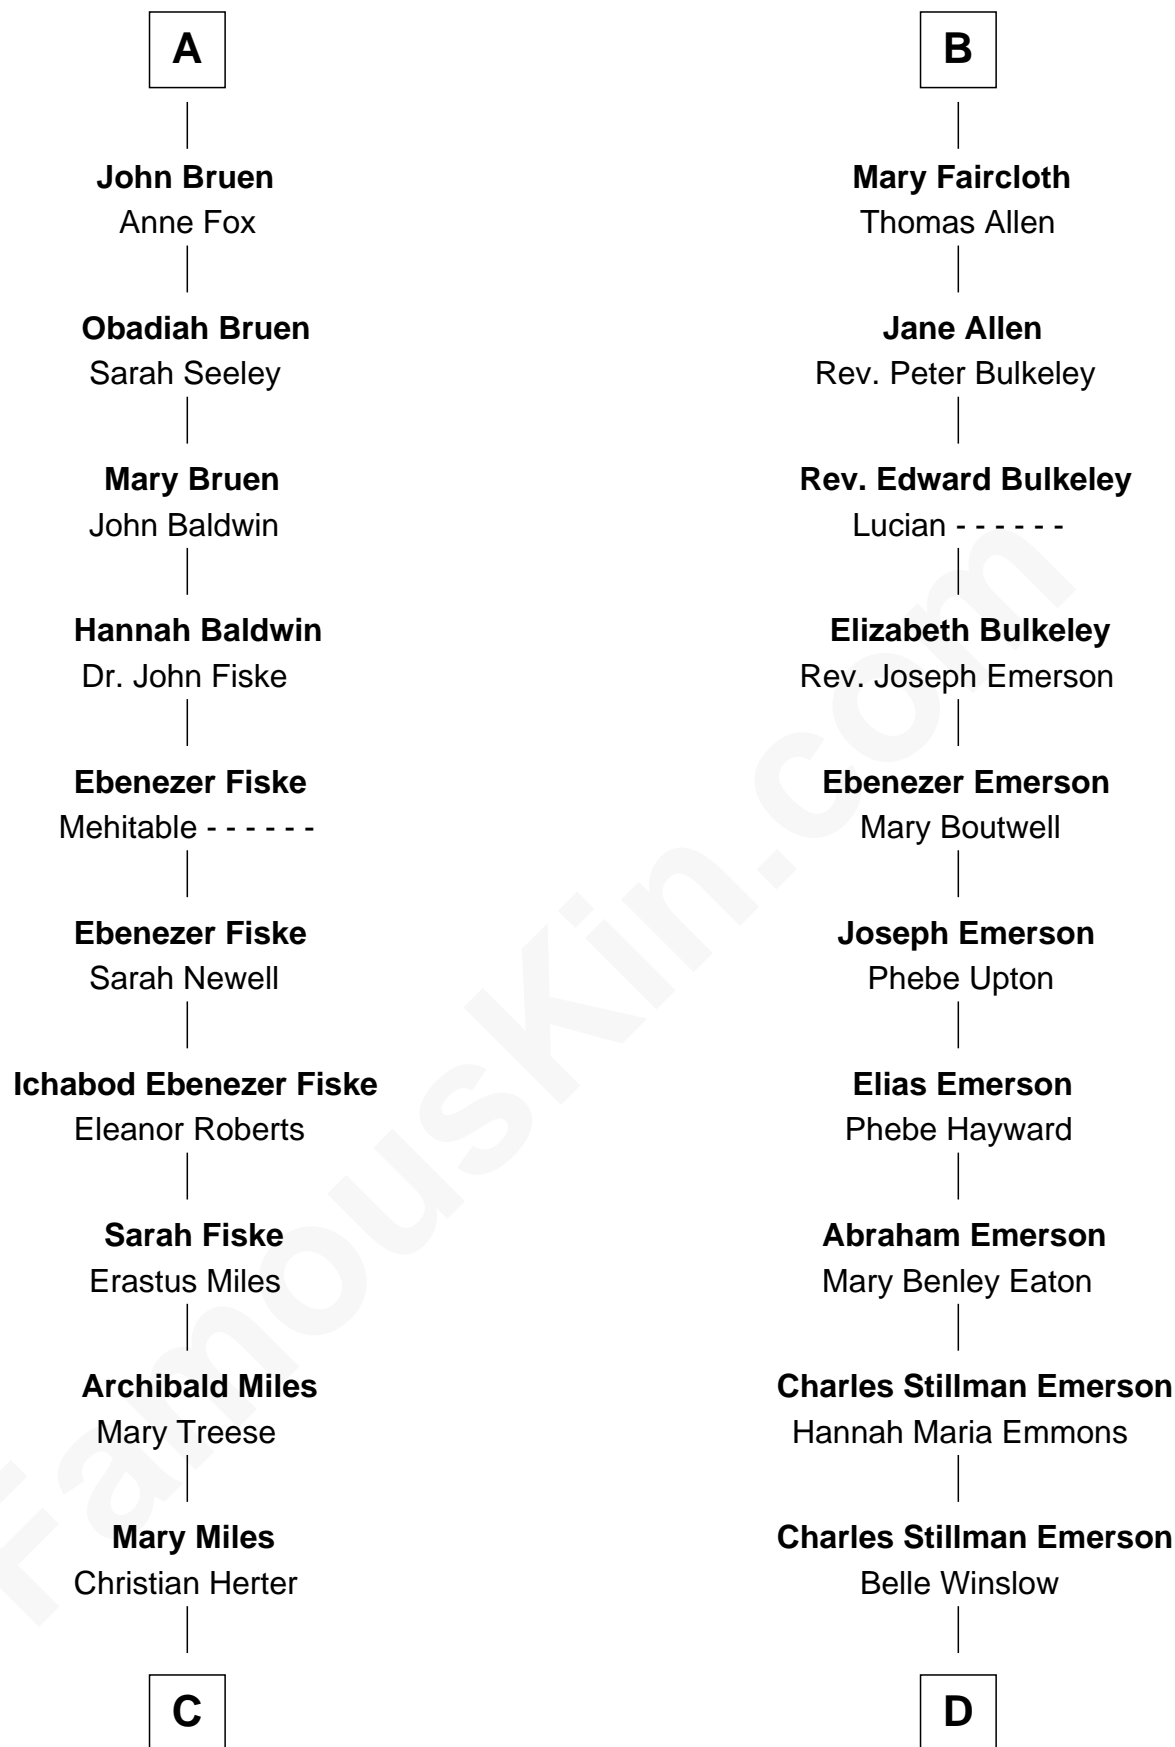 A
John Bruen
Anne Fox
Obadiah Bruen
Sarah Seeley
Mary Bruen
John Baldwin
Hannah Baldwin
Dr. John Fiske
Ebenezer Fiske
Mehitable - - - - - -
Ebenezer Fiske
Sarah Newell
Ichabod Ebenezer Fiske
Eleanor Roberts
Sarah Fiske
Erastus Miles
Archibald Miles
Mary Treese
Mary Miles
Christian Herter
C
B
Mary Faircloth
Thomas Allen
Jane Allen
Rev. Peter Bulkeley
Rev. Edward Bulkeley
Lucian - - - - - -
Elizabeth Bulkeley
Rev. Joseph Emerson
Ebenezer Emerson
Mary Boutwell
Joseph Emerson
Phebe Upton
Elias Emerson
Phebe Hayward
Abraham Emerson
Mary Benley Eaton
Charles Stillman Emerson
Hannah Maria Emmons
Charles Stillman Emerson
Belle Winslow
D
FamousKin.com